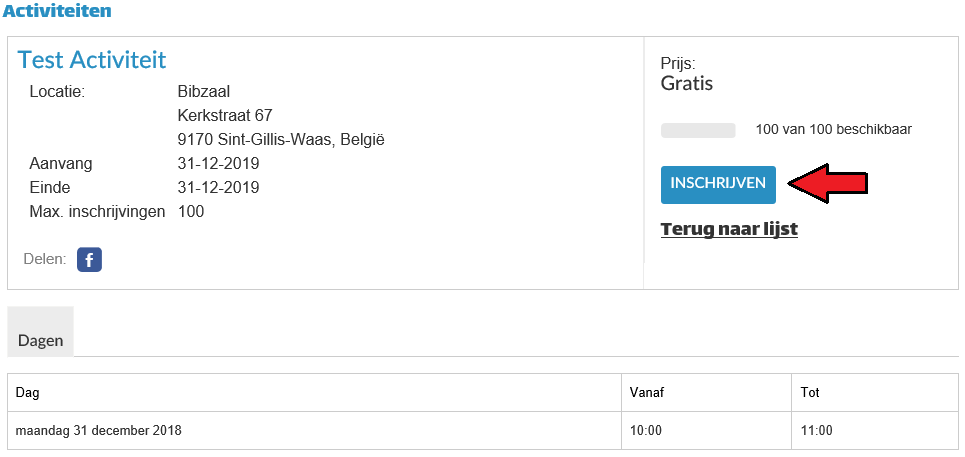 Activiteiten
Test Activiteit
Locatie: Bibzaal
Kerkstraat 67
9170 Sint-Gillis-Waas, België
Aanvang 31-12-2019
Einde 31-12-2019
Max. inschrijvingen 100
Delen: f
Prijs:
Gratis
100 van 100 beschikbaar
INSCHRIJVEN
Terug naar lijst
Dagen
Dag Vanaf Tot
maandag 31 december 2018 10:00 11:00